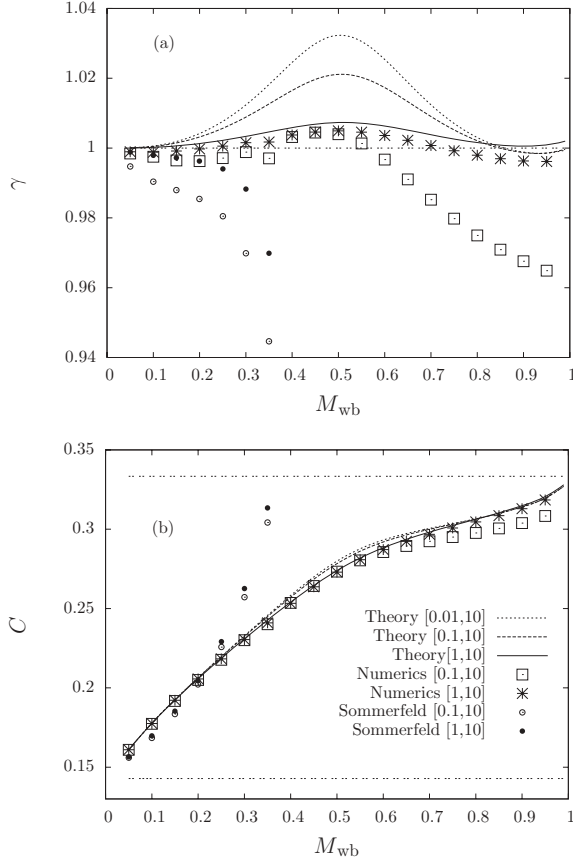 1.06
1.04
1.02
1
0.98
0.96
0.94
γ
(a)
0 0.1 0.2 0.3 0.4 0.5 0.6 0.7 0.8 0.9 1
M_wb
0.35
0.3
0.25
0.2
0.15
C
(b)
Theory [0.01,10]
Theory [0.1,10]
Theory[1,10]
Numerics [0.1,10]
Numerics [1,10]
Sommerfeld [0.1,10]
Sommerfeld [1,10]
0 0.1 0.2 0.3 0.4 0.5 0.6 0.7 0.8 0.9 1
M_wb